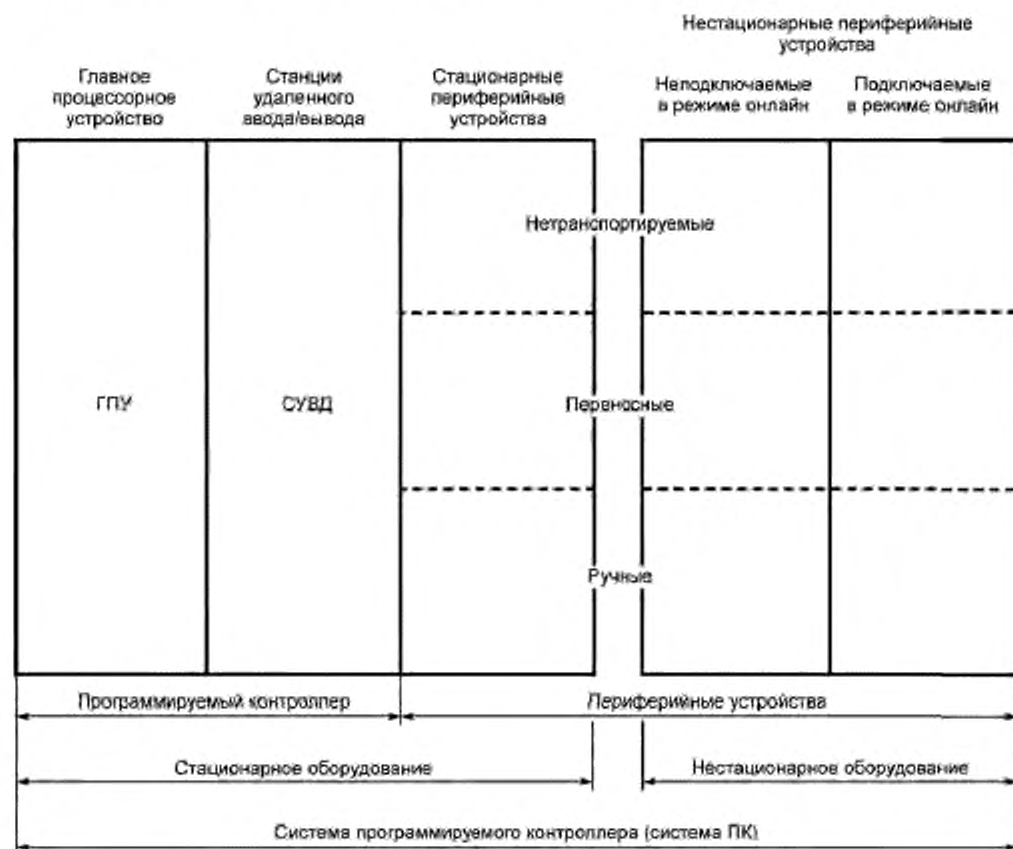 Нестационарные периферийные
устройства
Главное
процессорное
устройство
Станции
удаленного
ввода/вывода
Стационарные
периферийные
устройства
Неподключаемые
в режиме онлайн
Подключаемые
в режиме онлайн
Нетранспортируемые
ГПУ
СУВД
Переносные
Ручные
Программируемый контроллер
Периферийные устройства
Стационарное оборудование
Нестационарное оборудование
Система программируемого контроллера (система ПК)